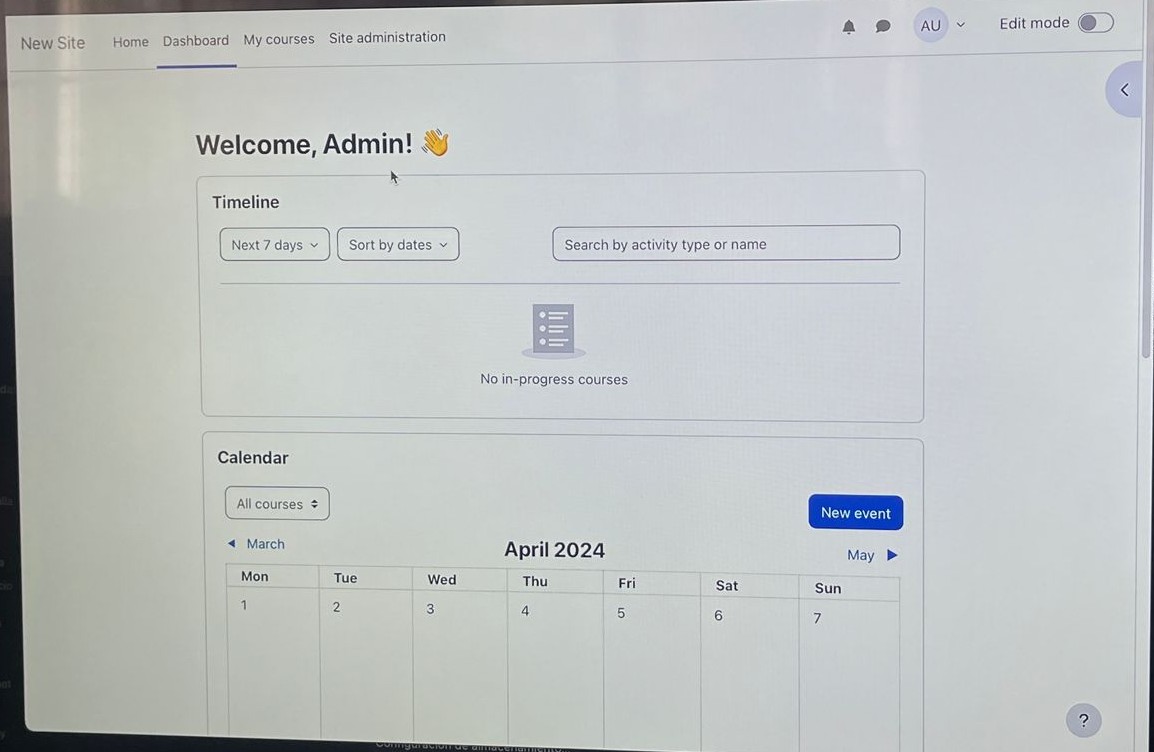 New Site Home Dashboard My courses Site administration AU Edit mode
Welcome, Admin! 👋
Timeline
Next 7 days Sort by dates Search by activity type or name
No in-progress courses
Calendar
All courses New event
◄ March April 2024 May ►
Mon Tue Wed Thu Fri Sat Sun
1 2 3 4 5 6 7
?